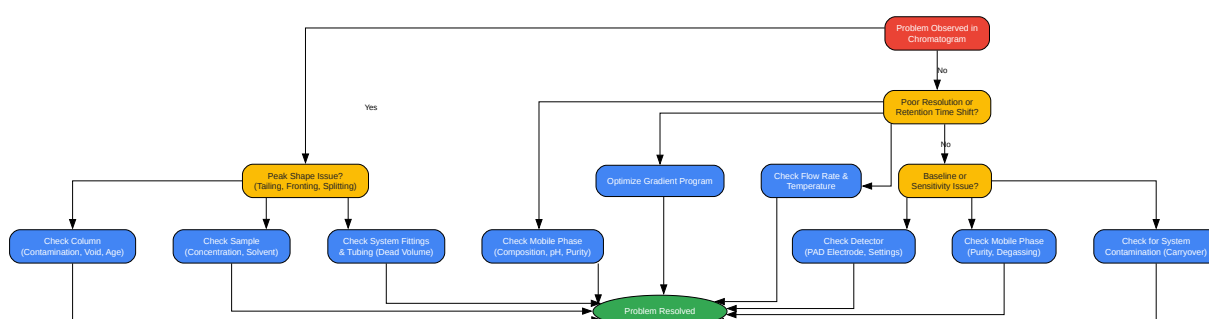 Problem Observed in
Chromatogram
No
Poor Resolution or
Retention Time Shift?
Yes
No
Peak Shape Issue?
(Tailing, Fronting, Splitting)
Optimize Gradient Program
Check Flow Rate &
Temperature
Baseline or
Sensitivity Issue?
Check Column
(Contamination, Void, Age)
Check Sample
(Concentration, Solvent)
Check System Fittings
& Tubing (Dead Volume)
Check Mobile Phase
(Composition, pH, Purity)
Check Detector
(PAD Electrode, Settings)
Check Mobile Phase
(Purity, Degassing)
Check for System
Contamination (Carryover)
Problem Resolved